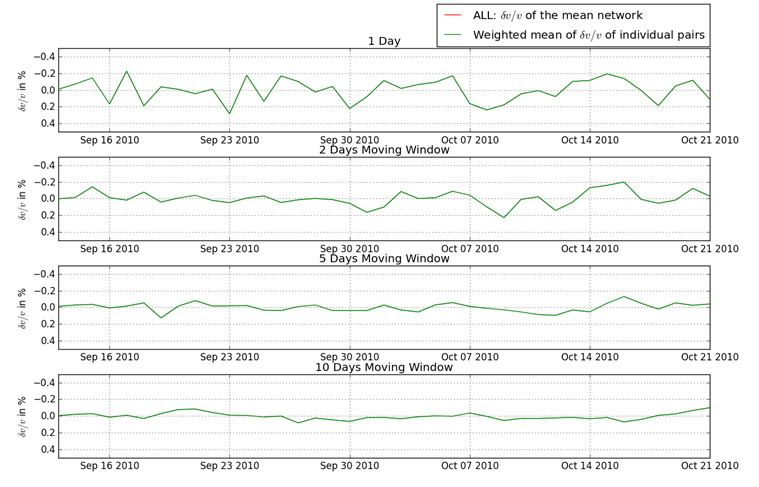 ALL: δv/v of the mean network
Weighted mean of δv/v of individual pairs
1 Day
−0.4
−0.2
0.0
0.2
0.4
δv/v in %
Sep 16 2010 Sep 23 2010 Sep 30 2010 Oct 07 2010 Oct 14 2010 Oct 21 2010
2 Days Moving Window
−0.4
−0.2
0.0
0.2
0.4
δv/v in %
Sep 16 2010 Sep 23 2010 Sep 30 2010 Oct 07 2010 Oct 14 2010 Oct 21 2010
5 Days Moving Window
−0.4
−0.2
0.0
0.2
0.4
δv/v in %
Sep 16 2010 Sep 23 2010 Sep 30 2010 Oct 07 2010 Oct 14 2010 Oct 21 2010
10 Days Moving Window
−0.4
−0.2
0.0
0.2
0.4
δv/v in %
Sep 16 2010 Sep 23 2010 Sep 30 2010 Oct 07 2010 Oct 14 2010 Oct 21 2010